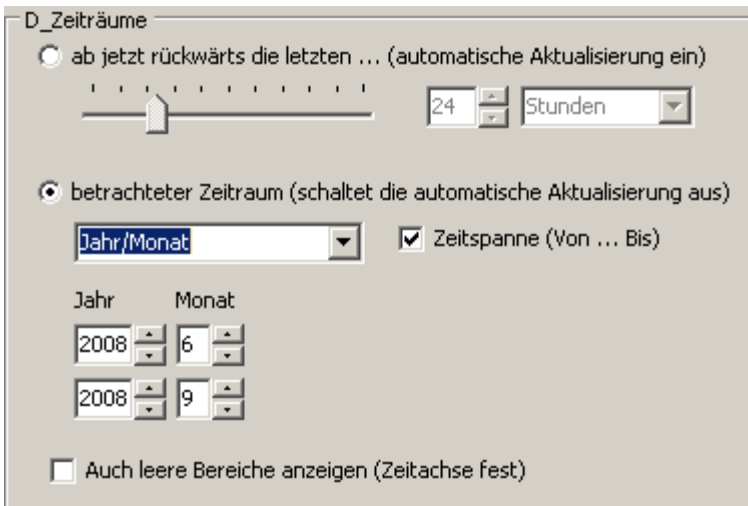 D_Zeiträume
ab jetzt rückwärts die letzten ... (automatische Aktualisierung ein)
24 Stunden
betrachteter Zeitraum (schaltet die automatische Aktualisierung aus)
Jahr/Monat Zeitspanne (Von ... Bis)
Jahr Monat
2008 6
2008 9
Auch leere Bereiche anzeigen (Zeitachse fest)